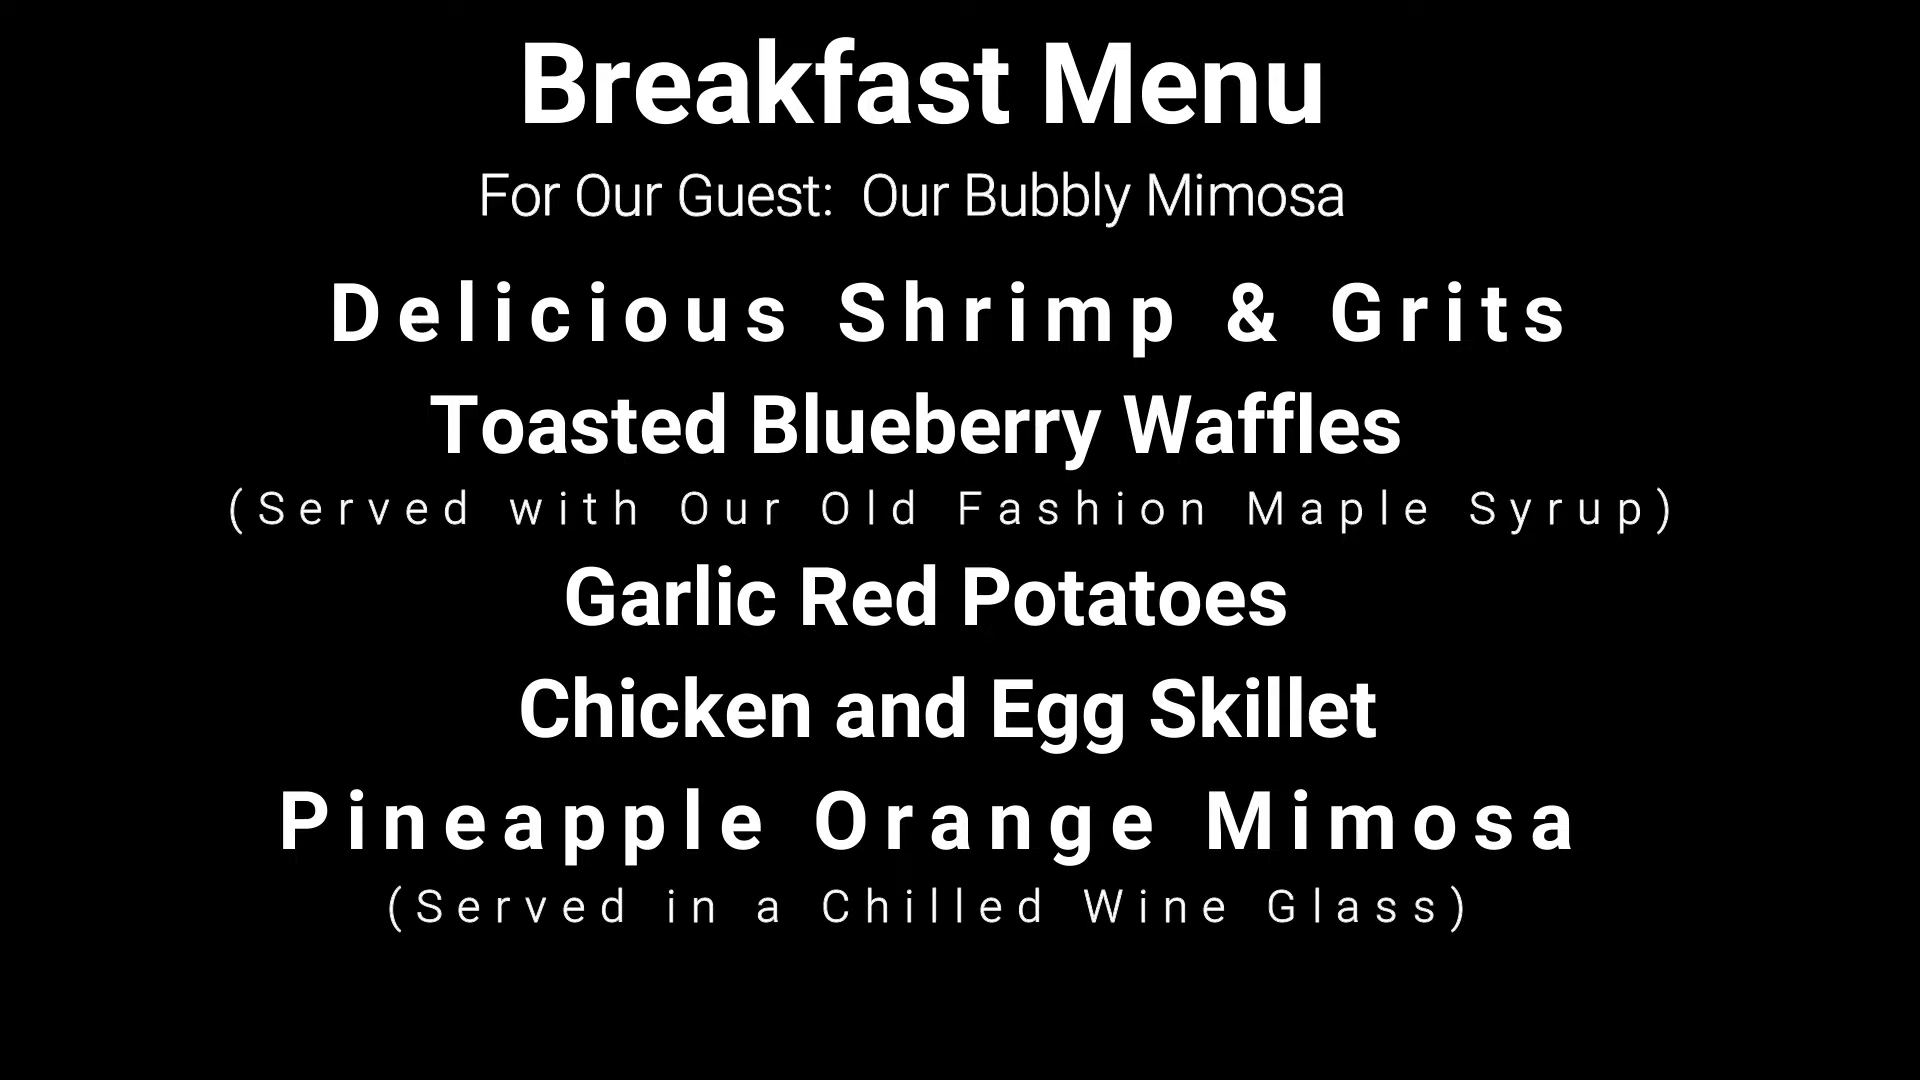 Breakfast Menu
For Our Guest:  Our Bubbly Mimosa
Delicious Shrimp & Grits
Toasted Blueberry Waffles
(Served with Our Old Fashion Maple Syrup)
Garlic Red Potatoes
Chicken and Egg Skillet
Pineapple Orange Mimosa
(Served in a Chilled Wine Glass)